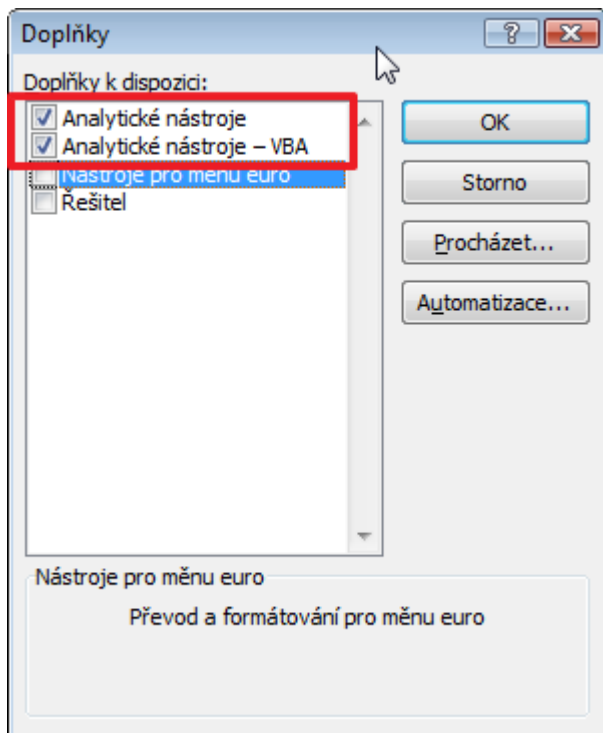 Doplňky
Doplňky k dispozici:
Analytické nástroje
Analytické nástroje – VBA
Nástroje pro měnu euro
Řešitel
OK
Storno
Procházet...
Automatizace...
Nástroje pro měnu euro
Převod a formátování pro měnu euro